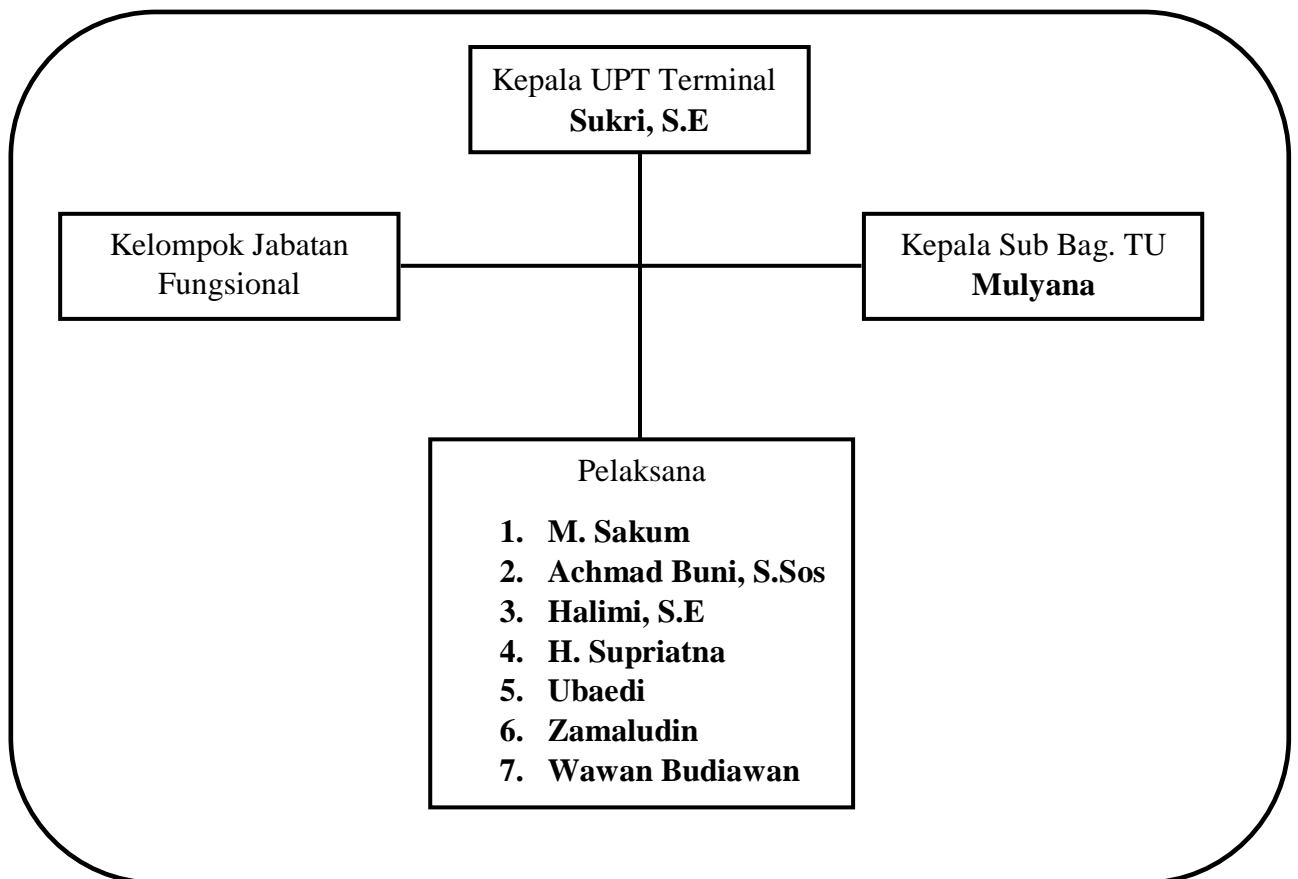 Kepala UPT Terminal
Sukri, S.E
Kelompok Jabatan
Fungsional
Kepala Sub Bag. TU
Mulyana
Pelaksana
1. M. Sakum
2. Achmad Buni, S.Sos
3. Halimi, S.E
4. H. Supriatna
5. Ubaedi
6. Zamaludin
7. Wawan Budiawan